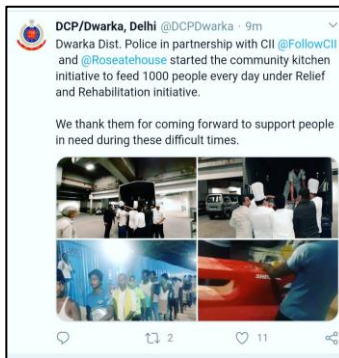 DCP/Dwarka, Delhi @DCPDwarka · 9m
Dwarka Dist. Police in partnership with CII @FollowCII
and @Roseatehouse started the community kitchen
initiative to feed 1000 people every day under Relief
and Rehabilitation initiative.
We thank them for coming forward to support people
in need during these difficult times.
2
11